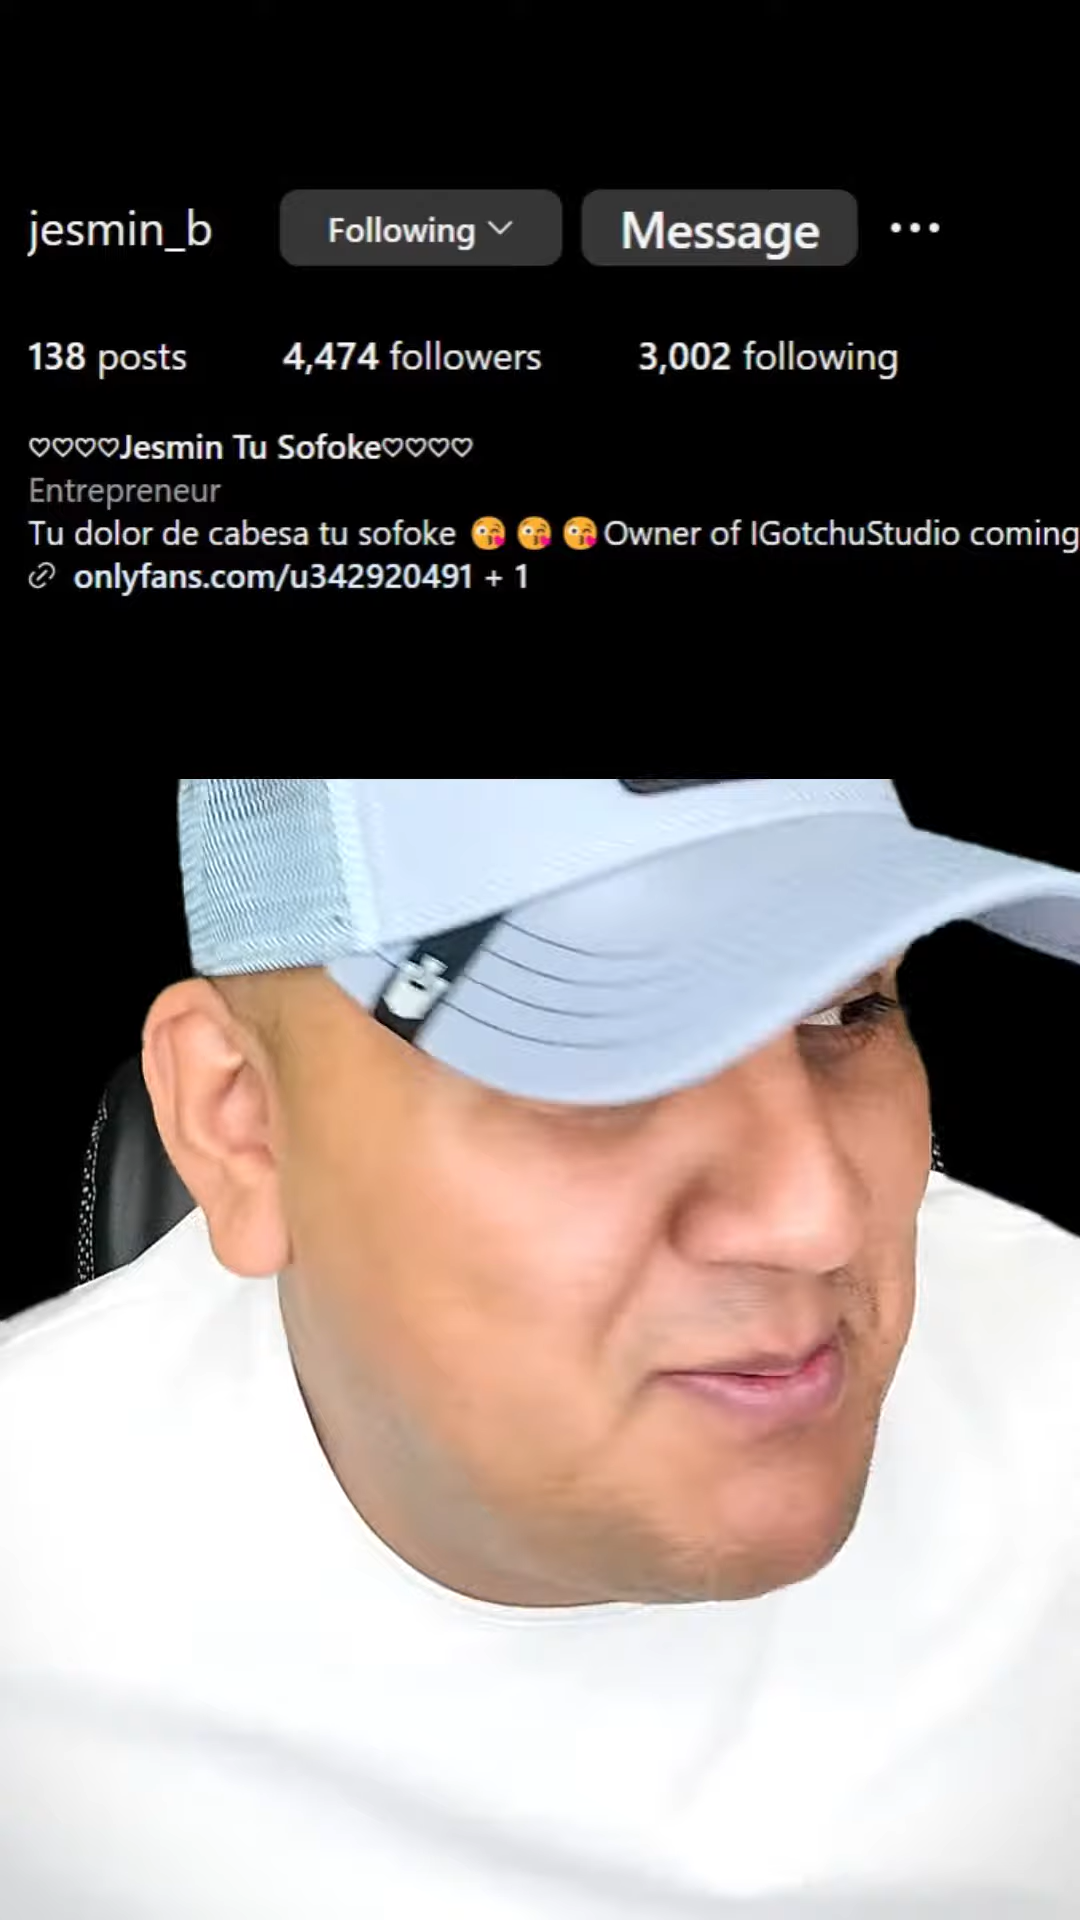 jesmin_b Following Message
138 posts 4,474 followers 3,002 following
♡♡♡♡Jesmin Tu Sofoke♡♡♡♡
Entrepreneur
Tu dolor de cabesa tu sofoke 😘😘😘Owner of IGotchuStudio coming
onlyfans.com/u342920491 + 1